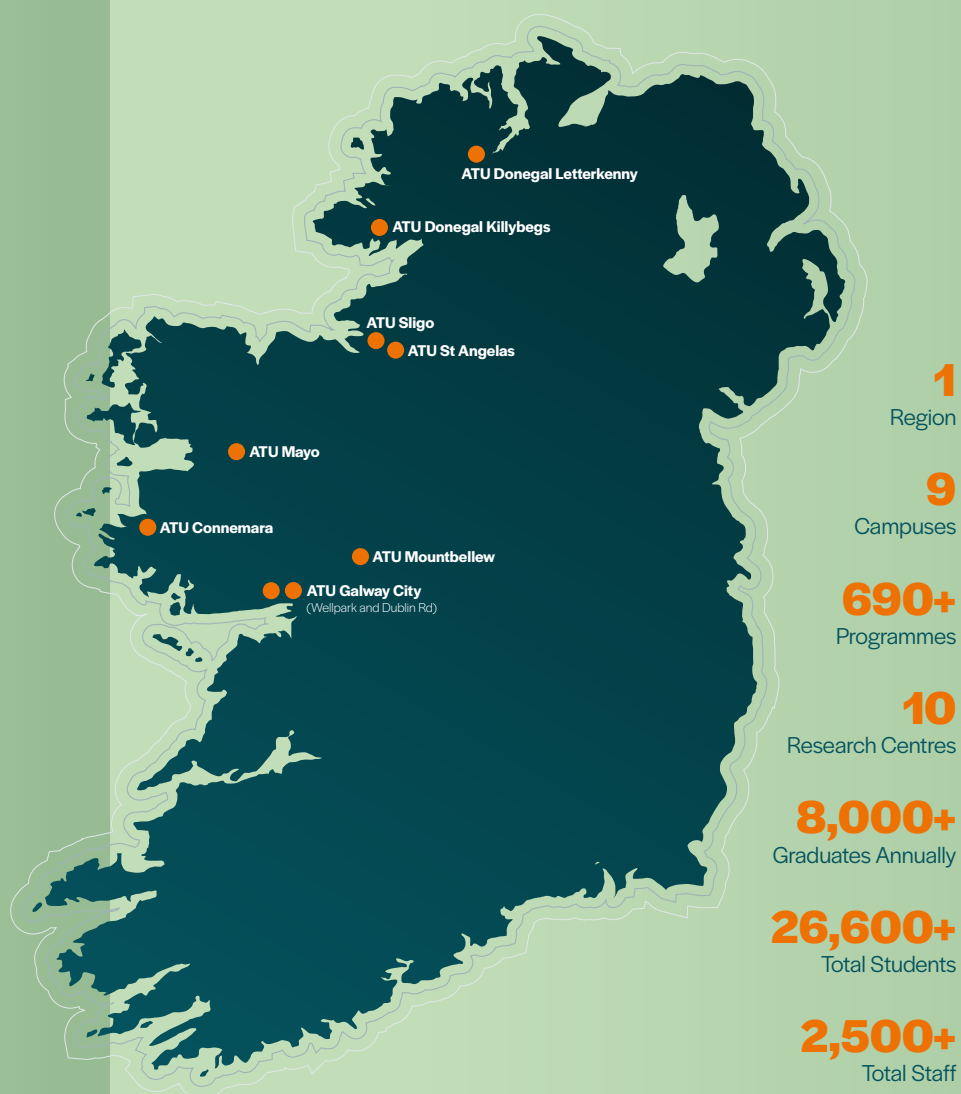 ATU Donegal Letterkenny
ATU Donegal Killybegs
ATU Sligo
ATU St Angelas
ATU Mayo
ATU Connemara
ATU Mountbellew
ATU Galway City
(Wellpark and Dublin Rd)
1
Region
9
Campuses
690+
Programmes
10
Research Centres
8,000+
Graduates Annually
26,600+
Total Students
2,500+
Total Staff